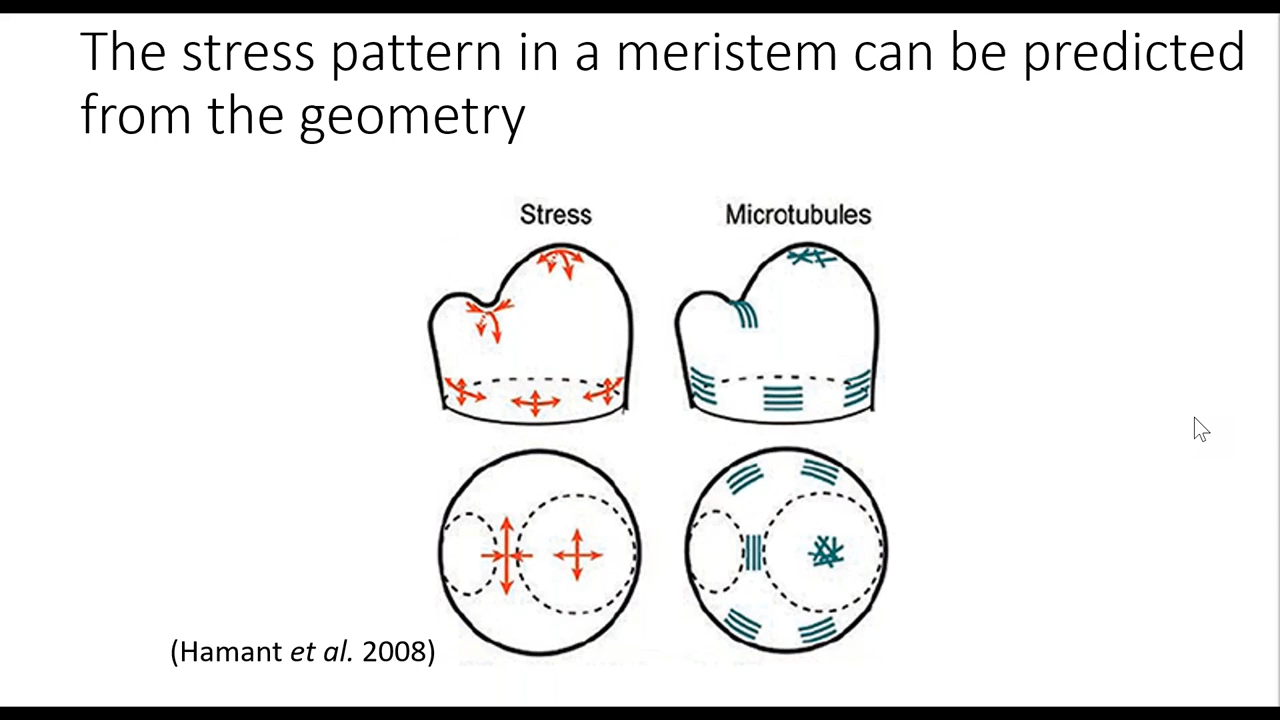 The stress pattern in a meristem can be predicted
from the geometry
Stress
Microtubules
(Hamant et al. 2008)